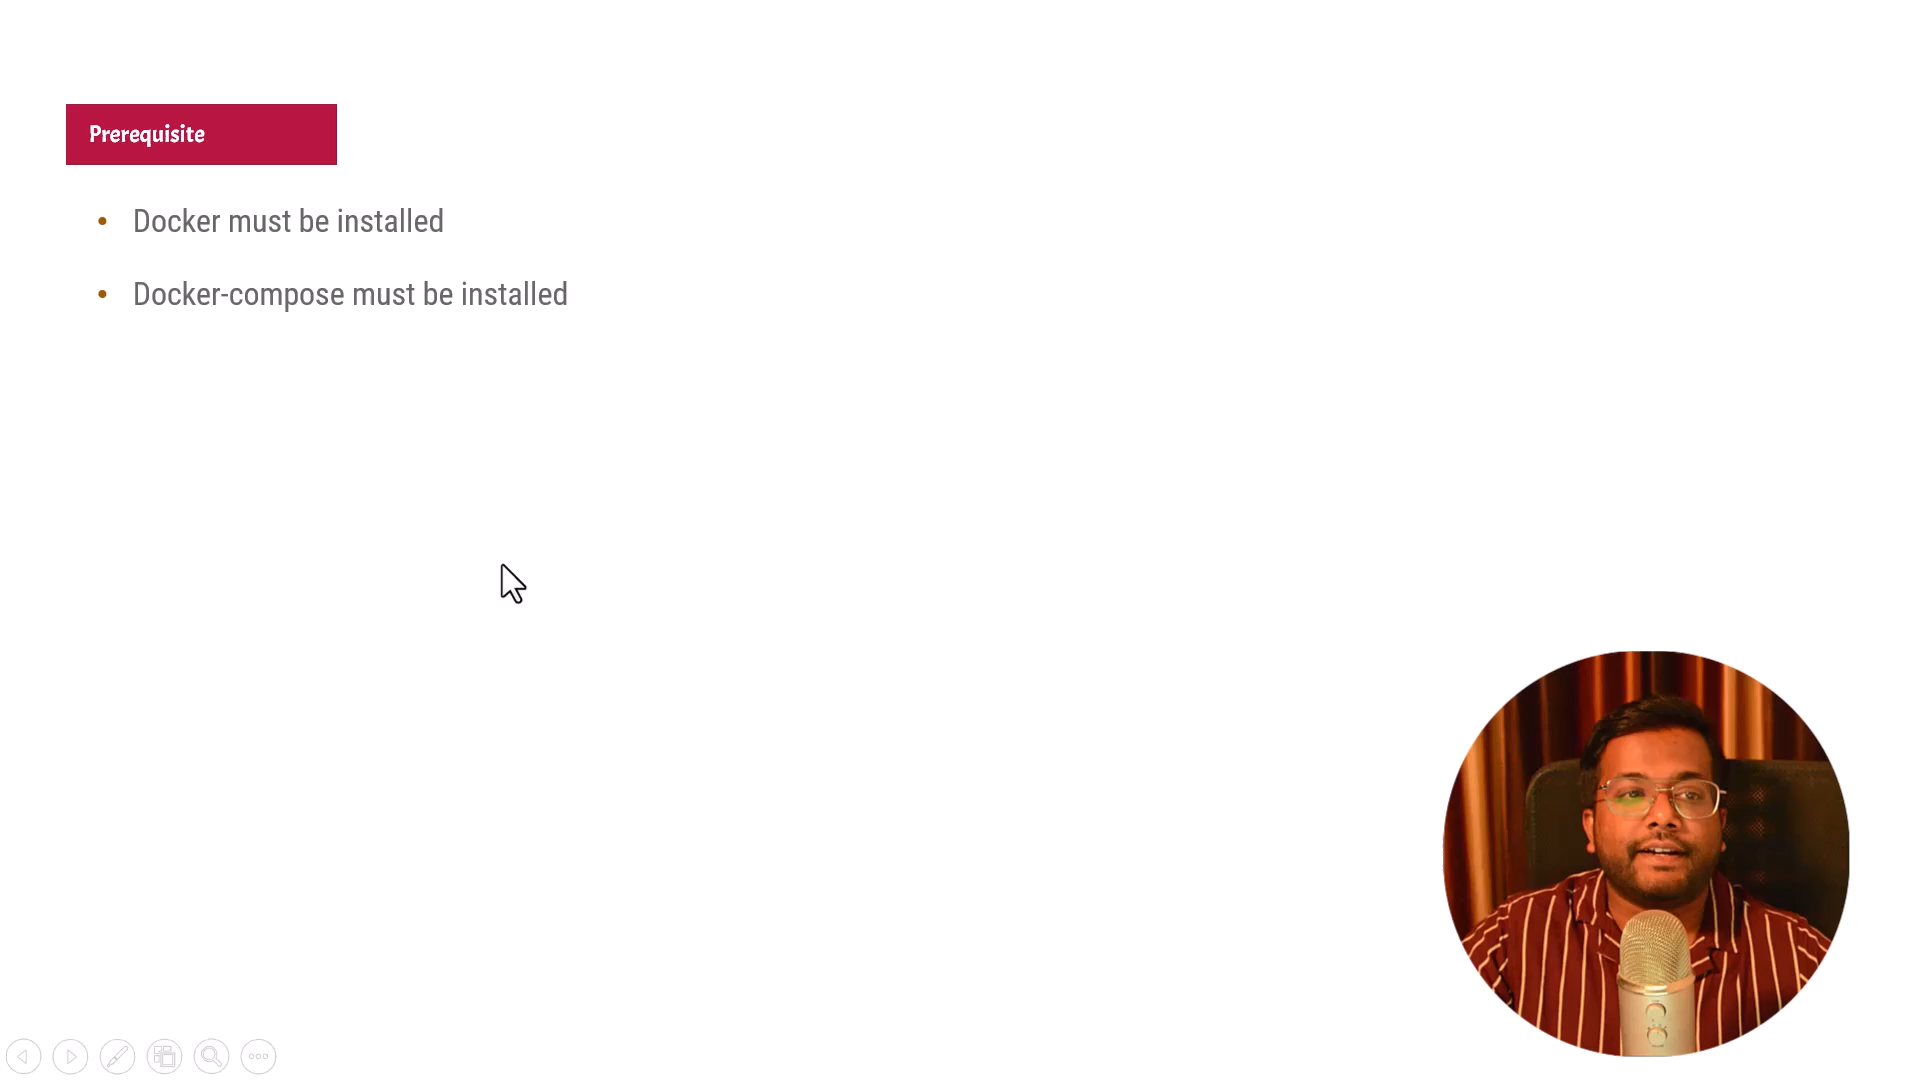 Prerequisite
• Docker must be installed
• Docker-compose must be installed